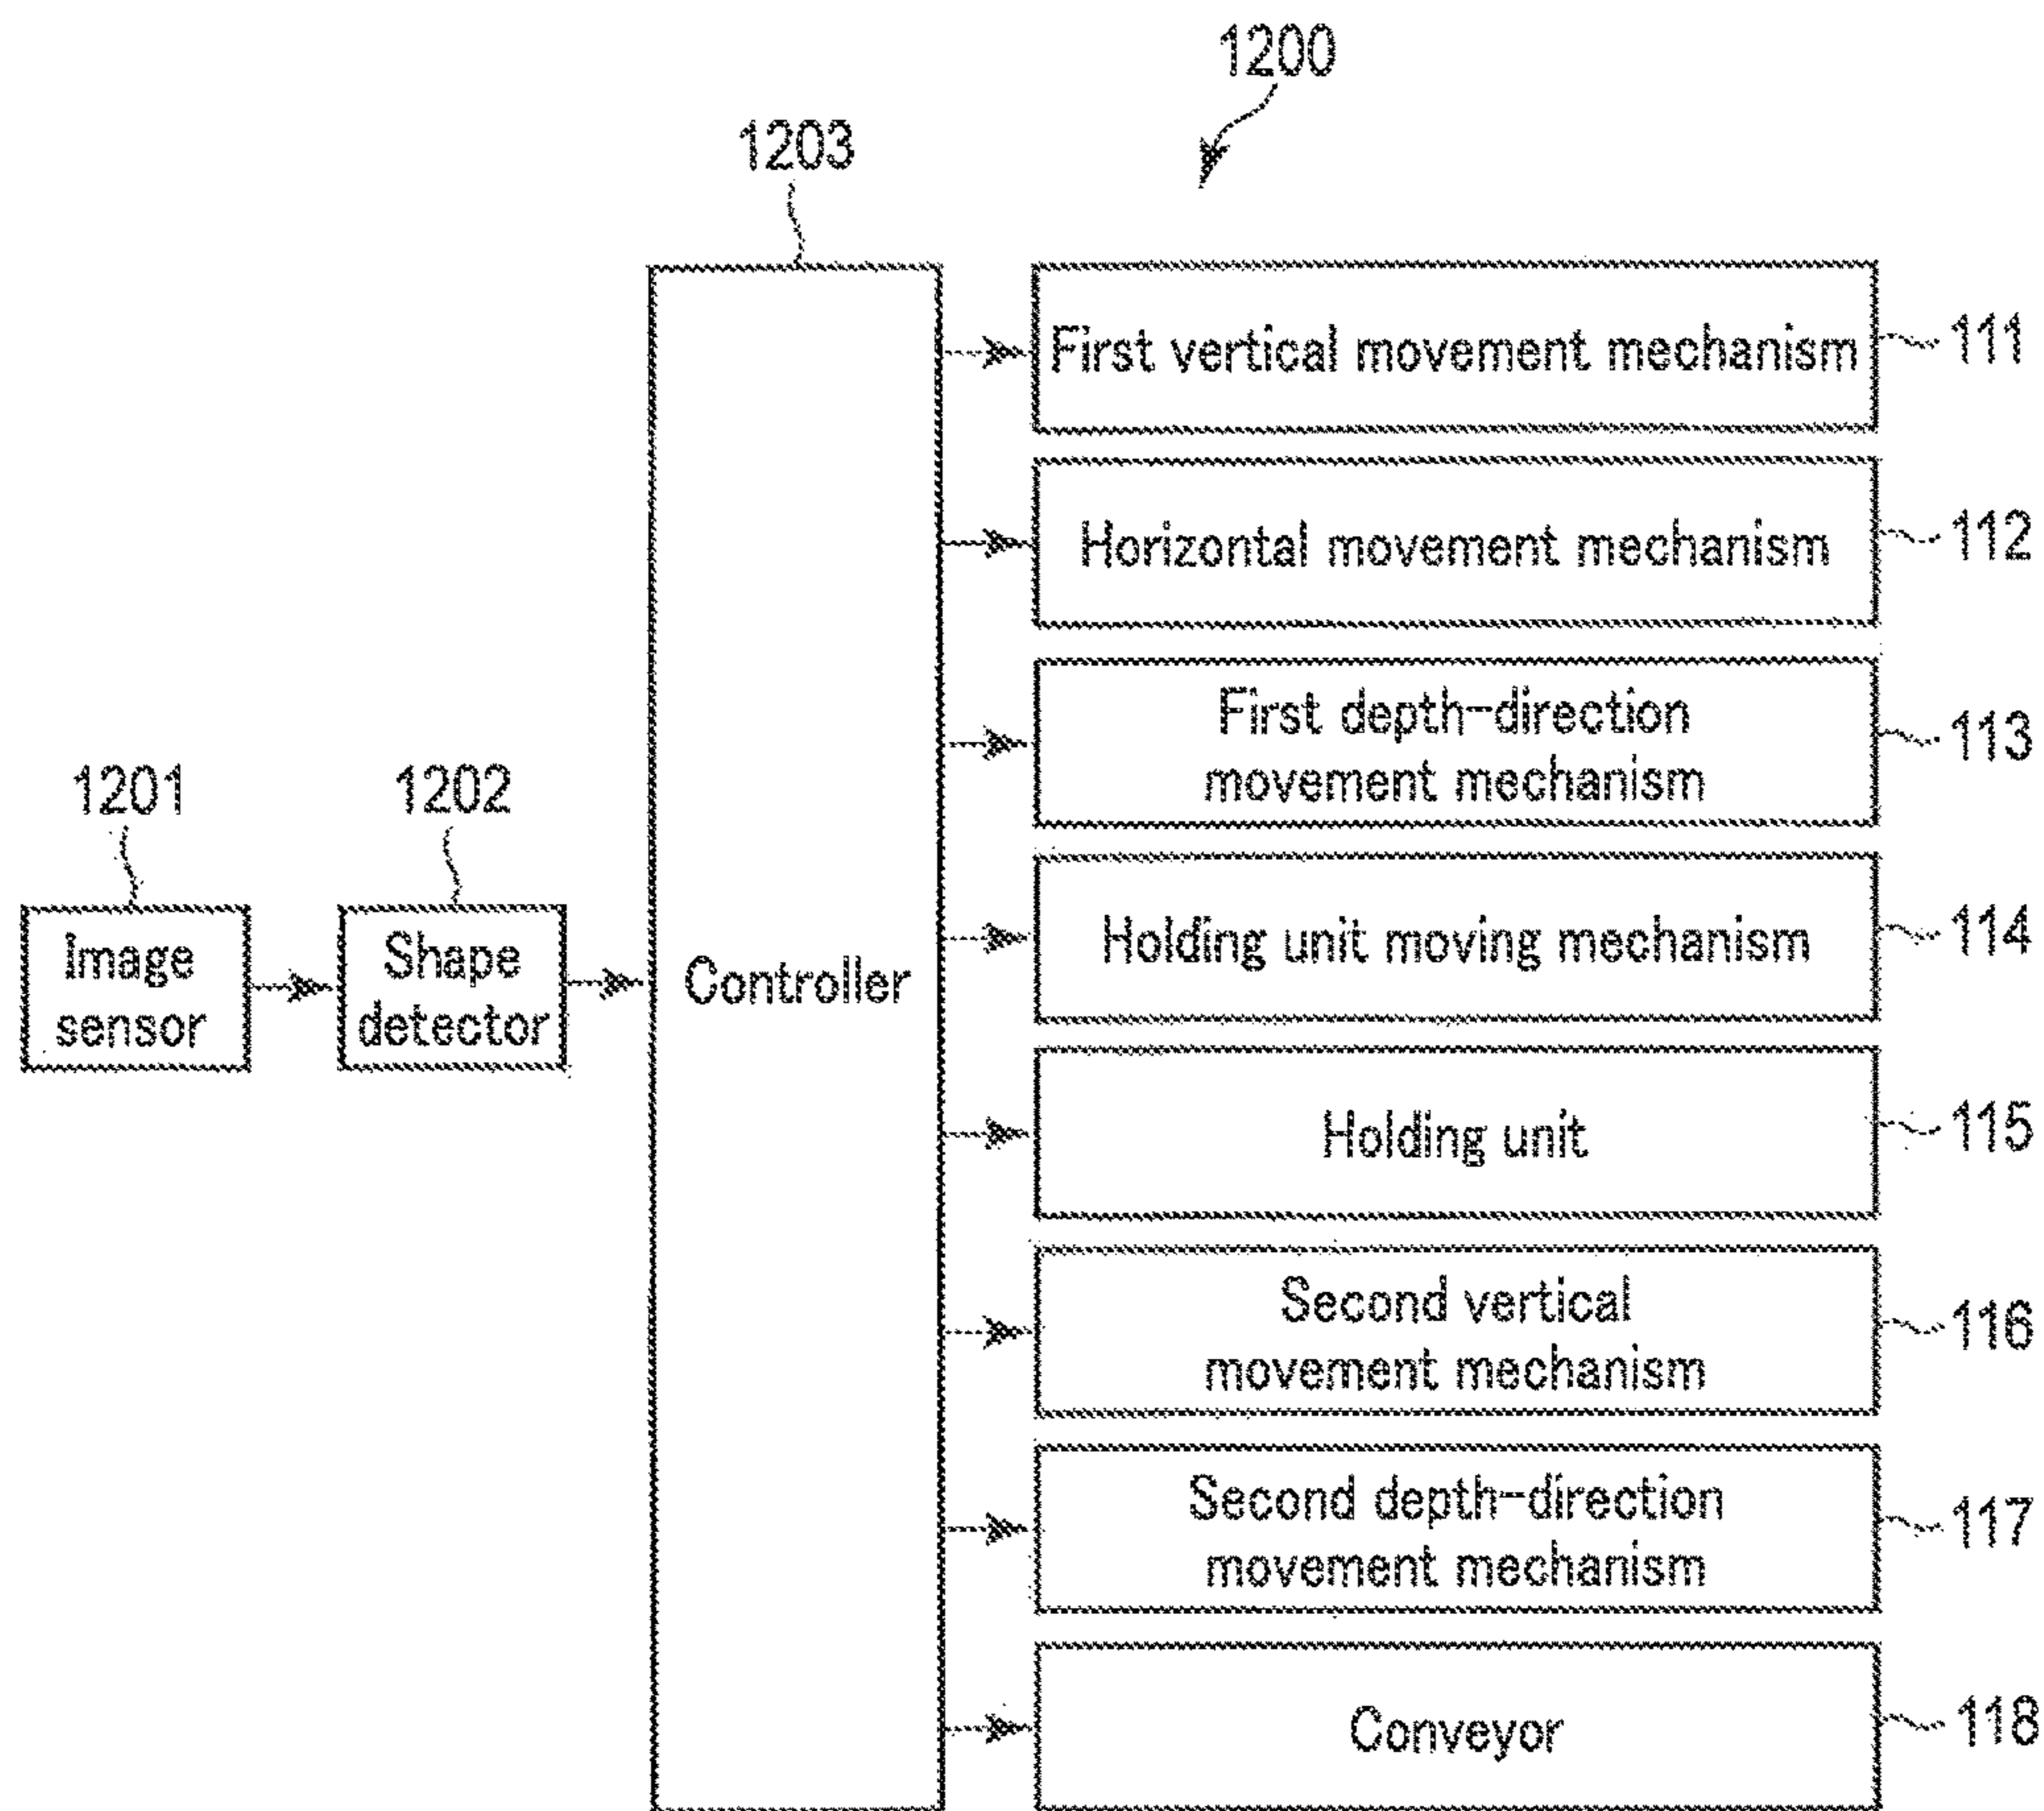 1200
1203
First vertical movement mechanism
111
Horizontal movement mechanism
112
First depth-direction
movement mechanism
113
1201
1202
Image
sensor
Shape
detector
Controller
Holding unit moving mechanism
114
Holding unit
115
Second vertical
movement mechanism
116
Second depth-direction
movement mechanism
117
Conveyor
118